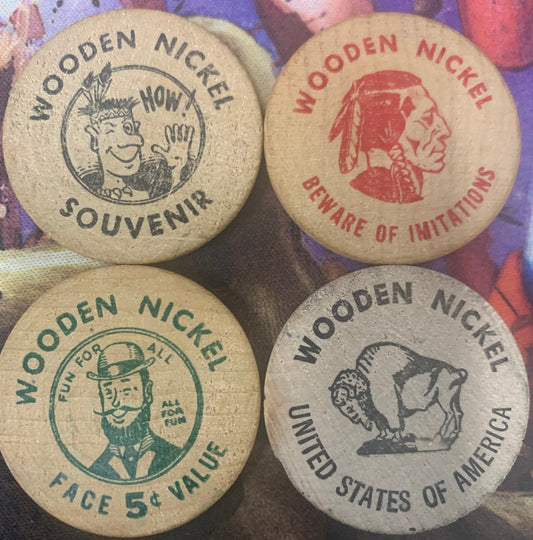 WOODEN NICKEL
HOW!
SOUVENIR
WOODEN NICKEL
BEWARE OF IMITATIONS
WOODEN NICKEL
FUN FOR ALL
ALL
FOR
FUN
FACE 5¢ VALUE
WOODEN NICKEL
UNITED STATES OF AMERICA